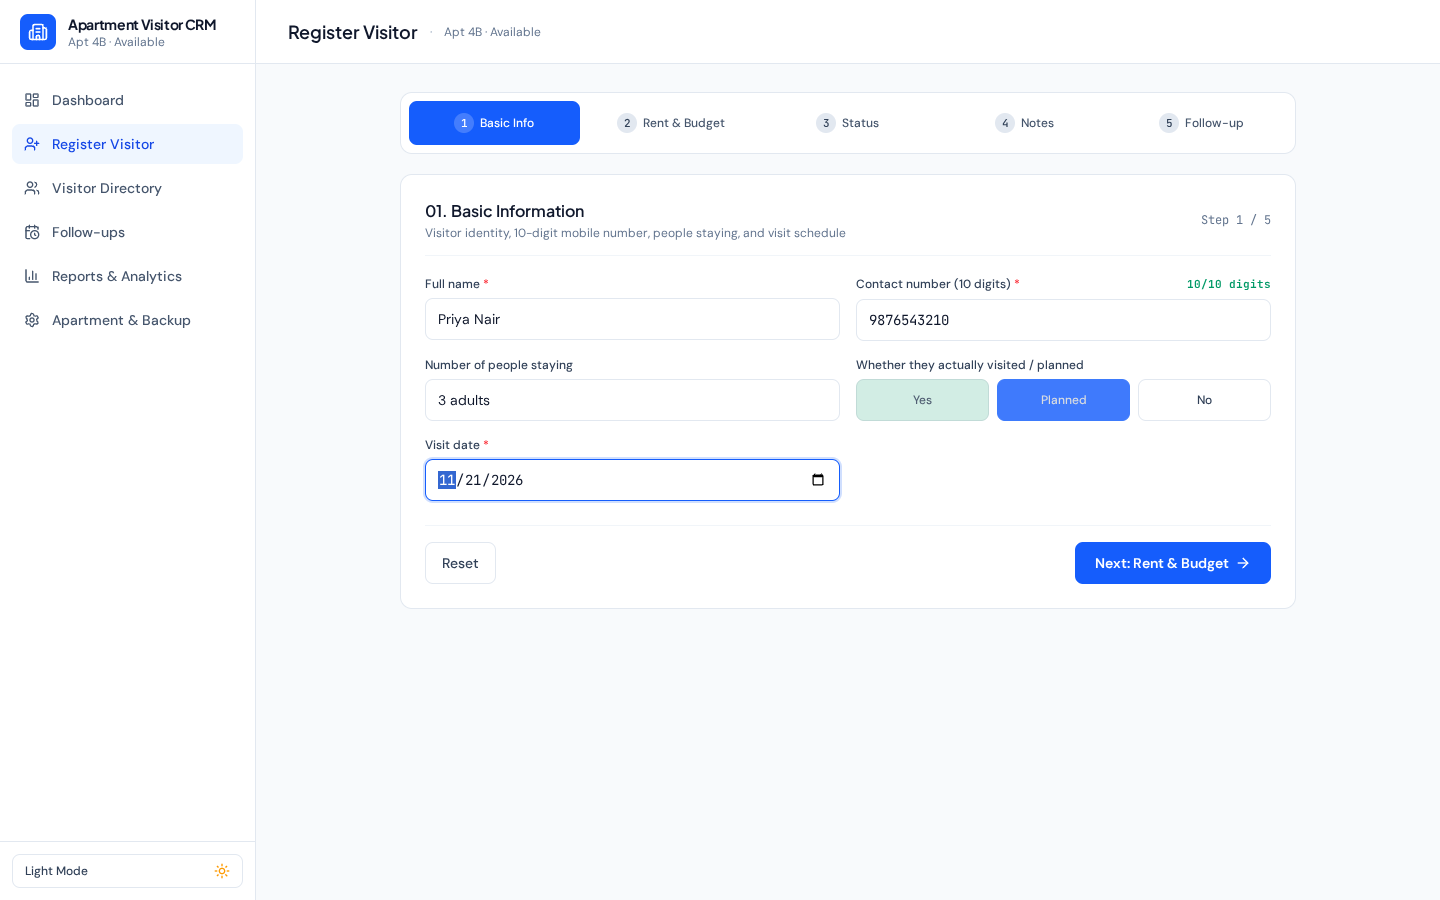 Apartment Visitor CRM
Apt 4B · Available
Dashboard
Register Visitor
Visitor Directory
Follow-ups
Reports & Analytics
Apartment & Backup
Light Mode
Register Visitor · Apt 4B · Available
1 Basic Info
2 Rent & Budget
3 Status
4 Notes
5 Follow-up
01. Basic Information
Visitor identity, 10-digit mobile number, people staying, and visit schedule
Step 1 / 5
Full name *
Priya Nair
Contact number (10 digits) *
10/10 digits
9876543210
Number of people staying
3 adults
Whether they actually visited / planned
Yes
Planned
No
Visit date *
11/21/2026
Reset
Next: Rent & Budget →